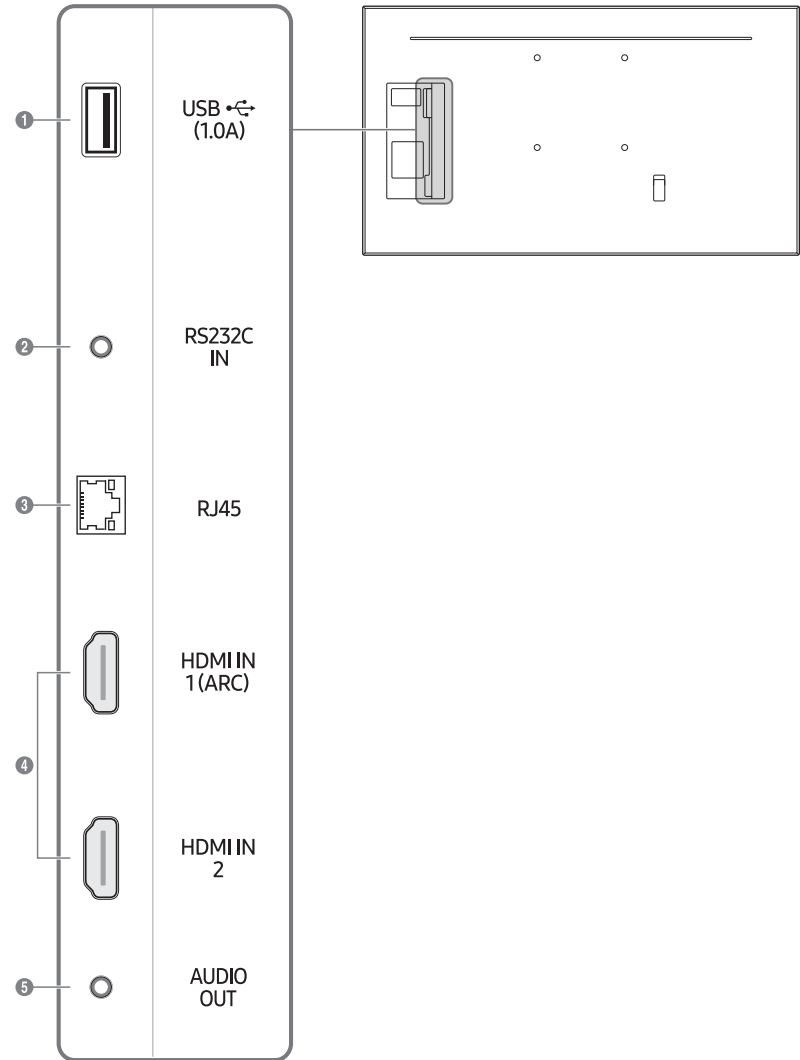 1
USB
(1.0A)
2
RS232C
IN
3
RJ45
HDMI IN
1(ARC)
4
HDMI IN
2
5
AUDIO
OUT